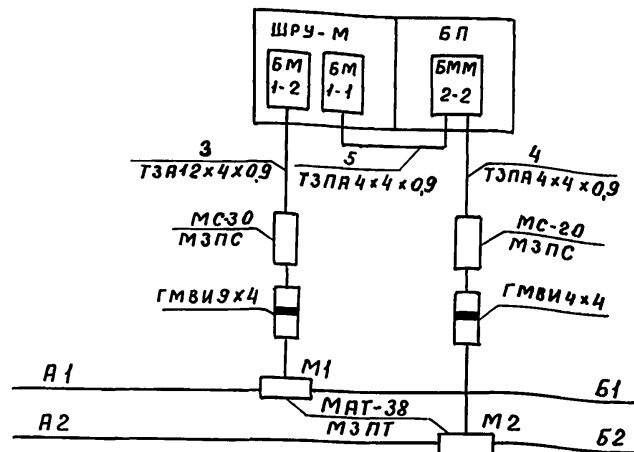 ШРУ-М
БП
БМ
1-2
БМ
1-1
БММ
2-2
3
ТЗА12×4×0,9
5
ТЗПА4×4×0,9
4
ТЗПА4×4×0,9
МС-30
МЗПС
МС-20
МЗПС
ГМВИ9×4
ГМВИ4×4
А1
М1
Б1
МАТ-38
МЗПТ
А2
М2
Б2